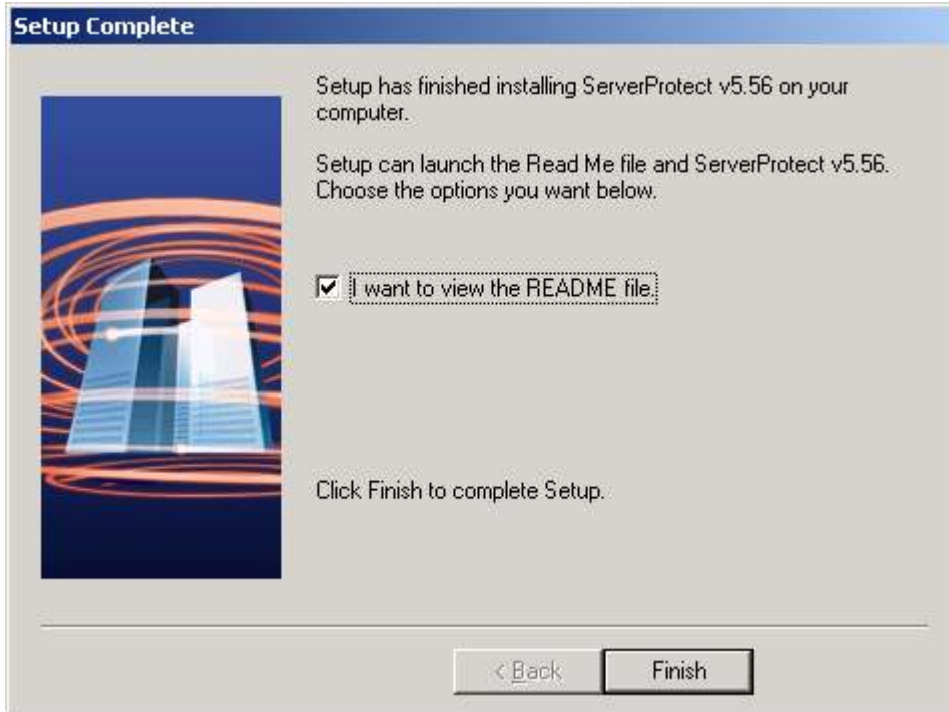 Setup Complete
Setup has finished installing ServerProtect v5.56 on your
computer.
Setup can launch the Read Me file and ServerProtect v5.56.
Choose the options you want below.
I want to view the README file.
Click Finish to complete Setup.
< Back
Finish